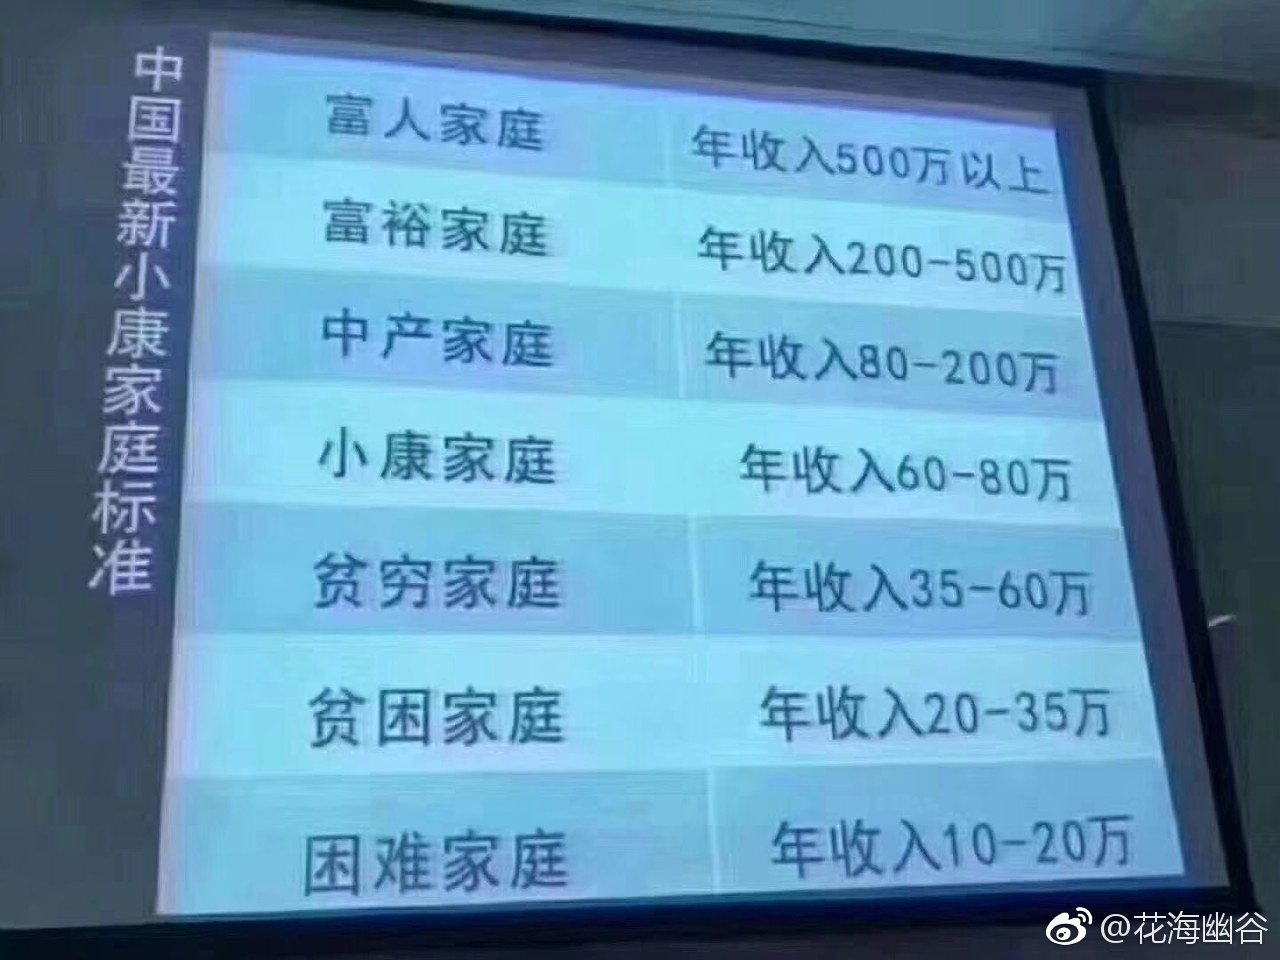 中国最新小康家庭标准
富人家庭 年收入500万以上
富裕家庭 年收入200-500万
中产家庭 年收入80-200万
小康家庭 年收入60-80万
贫穷家庭 年收入35-60万
贫困家庭 年收入20-35万
困难家庭 年收入10-20万
@花海幽谷